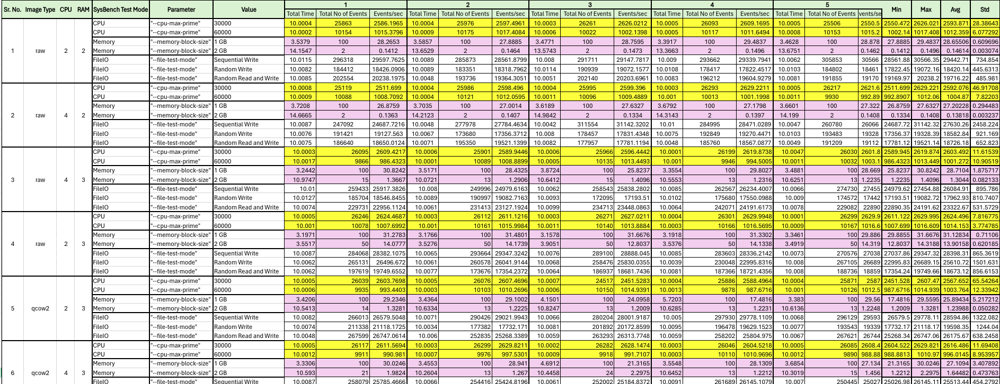 Sr. No. Image Type CPU RAM SysBench Test Mode Parameter Value 1 2 3 4 5 Min Max Avg Std
Total Time Total No of Events Events/sec Total Time Total No of Events Events/sec Total Time Total No of Events Events/sec Total Time Total No of Events Events/sec Total Time Total No of Events vents/se
1 raw 2 2
CPU "--cpu-max-prime" 30000 10.0004 25863 2586.1965 10.0004 25976 2597.4961 10.0003 26261 2626.0212 10.0005 26093 2609.1695 10.0005 25506 2550.5 2550.472 2626.021 2593.871 28.38643
CPU "--cpu-max-prime" 60000 10.0002 10154 1015.3796 10.0009 10175 1017.4084 10.0006 10022 1002.1398 10.0005 10117 1011.6494 10.0008 10153 1015.2 1002.14 1017.408 1012.359 6.077292
Memory "--memory-block-size" 1 GB 3.5379 100 28.2653 3.5857 100 27.8885 3.4771 100 28.7595 3.3917 100 29.4837 3.4628 100 28.878 27.8885 29.4837 28.65506 0.609696
Memory "--memory-block-size" 2 GB 14.1547 2 0.1412 13.6529 2 0.1464 13.5743 2 0.1473 13.3663 2 0.1496 13.6751 2 0.1462 0.1412 0.1496 0.14614 0.003074
FileIO "--file-test-mode" Sequential Write 10.0115 296318 29597.7625 10.0089 285873 28561.8799 10.008 291711 29147.7817 10.009 293662 29339.7941 10.0062 305853 30566 28561.88 30566.35 29442.71 734.854
FileIO "--file-test-mode" Random Write 10.0082 184412 18426.0906 10.0089 183351 18318.7962 10.0114 190939 19072.1577 10.0108 178417 17822.4517 10.0103 184802 18461 17822.45 19072.16 18420.14 445.6313
FileIO "--file-test-mode" Random Read and Write 10.0085 202554 20238.1975 10.0048 193736 19364.3051 10.0051 202140 20203.6961 10.0083 196212 19604.9279 10.0081 191855 19170 19169.97 20238.2 19716.22 485.981
2 raw 4 2
CPU "--cpu-max-prime" 30000 10.0008 25119 2511.699 10.0004 25986 2598.496 10.0004 25995 2599.396 10.0003 26293 2629.2211 10.0005 26217 2621.6 2511.699 2629.221 2592.076 46.91708
CPU "--cpu-max-prime" 60000 10.0009 10088 1008.7092 10.0004 10121 1012.0595 10.0011 10096 1009.4889 10.001 10013 1001.1998 10.0011 9930 992.89 992.8907 1012.06 1004.87 7.82203
Memory "--memory-block-size" 1 GB 3.7208 100 26.8759 3.7035 100 27.0014 3.6189 100 27.6327 3.6792 100 27.1798 3.6601 100 27.322 26.8759 27.6327 27.20228 0.294483
Memory "--memory-block-size" 2 GB 14.6665 2 0.1363 14.2123 2 0.1407 14.9842 2 0.1334 14.3143 2 0.1397 14.199 2 0.1408 0.1334 0.1408 0.13818 0.003237
FileIO "--file-test-mode" Sequential Write 10.0087 247092 24687.7216 10.0048 277978 27784.4634 10.0042 311554 31142.3202 10.01 284995 28471.0289 10.0047 260780 26066 24687.72 31142.32 27630.26 2458.224
FileIO "--file-test-mode" Random Write 10.0076 191421 19127.563 10.0067 173680 17356.3712 10.008 178457 17831.4348 10.0075 192849 19270.4471 10.0103 193483 19328 17356.37 19328.39 18582.84 921.169
FileIO "--file-test-mode" Random Read and Write 10.0075 186640 18650.0124 10.0071 195350 19521.1399 10.0082 177957 17781.1194 10.0048 185760 18567.0877 10.0049 191209 19112 17781.12 19521.14 18726.18 652.823
3 raw 4 3
CPU "--cpu-max-prime" 30000 10.0003 26095 2609.4217 10.0006 25901 2589.9446 10.0006 25966 2596.4442 10.0001 26199 2619.8738 10.0047 26030 2601.8 2589.945 2619.874 2603.492 11.61539
CPU "--cpu-max-prime" 60000 10.0017 9866 986.4323 10.0001 10089 1008.8899 10.0005 10135 1013.4493 10.001 9946 994.5005 10.0011 10032 1003.1 986.4323 1013.449 1001.272 10.90519
Memory "--memory-block-size" 1 GB 3.2442 100 30.8242 3.5171 100 28.4325 3.8724 100 25.8237 3.3554 100 29.8027 3.4881 100 28.669 25.8237 30.8242 28.7104 1.875717
Memory "--memory-block-size" 2 GB 10.9747 15 1.3667 10.0721 13 1.2906 10.6412 15 1.4096 10.5553 13 1.2316 10.6251 13 1.2235 1.2235 1.4096 1.3044 0.082133
FileIO "--file-test-mode" Sequential Write 10.01 259433 25917.3826 10.008 249996 24979.6163 10.0062 258543 25838.2802 10.0085 262567 26234.4007 10.0066 274730 27455 24979.62 27454.88 26084.91 895.786
FileIO "--file-test-mode" Random Write 10.0127 185704 18546.8455 10.0089 190997 19082.7163 10.0093 172095 17193.51 10.0102 175680 17550.0988 10.009 174572 17442 17193.51 19082.72 17962.93 810.7407
FileIO "--file-test-mode" Random Read and Write 10.0074 229731 22956.1124 10.0061 231413 23127.1924 10.0099 234713 23448.0863 10.0064 242071 24191.6173 10.0078 229082 22890 22890.35 24191.62 23322.67 531.5729
4 raw 2 3
CPU "--cpu-max-prime" 30000 10.0005 26246 2624.4687 10.0003 26112 2611.1216 10.0003 26271 2627.0211 10.0004 26301 2629.9948 10.0001 26299 2629.9 2611.122 2629.995 2624.496 7.816775
CPU "--cpu-max-prime" 60000 10.001 10078 1007.6992 10.001 10161 1015.9984 10.0011 10140 1013.8884 10.0003 10166 1016.5695 10.0009 10167 1016.6 1007.699 1016.609 1014.153 3.774785
Memory "--memory-block-size" 1 GB 3.1971 100 31.2783 3.1766 100 31.4801 3.1578 100 31.6676 3.1918 100 31.3302 3.3461 100 29.886 29.8855 31.6676 31.12834 0.71106
Memory "--memory-block-size" 2 GB 3.5517 50 14.0777 3.5276 50 14.1739 3.9051 50 12.8037 3.5376 50 14.1338 3.4919 50 14.319 12.8037 14.3188 13.90158 0.620185
FileIO "--file-test-mode" Sequential Write 10.0087 284068 28382.1075 10.0065 293664 29347.3242 10.0076 289100 28888.045 10.0085 283603 28336.2142 10.0073 270576 27038 27037.86 29347.32 28398.31 865.3619
FileIO "--file-test-mode" Random Write 10.0062 265131 26496.672 10.0061 260578 26041.9144 10.0068 258476 25830.0355 10.0039 230048 22995.8316 10.008 267105 26689 22995.83 26689.15 25610.72 1501.631
FileIO "--file-test-mode" Random Read and Write 10.0062 197619 19749.6552 10.0077 173676 17354.2372 10.0064 186937 18681.7436 10.0081 187366 18721.4356 10.008 188736 18859 17354.24 19749.66 18673.12 856.6153
5 qcow2 2 3
CPU "--cpu-max-prime" 30000 10.0005 26039 2603.7698 10.0005 26076 2607.4696 10.0007 24517 2451.5283 10.0004 25886 2588.4964 10.0004 25871 2587 2451.528 2607.47 2567.652 65.54264
CPU "--cpu-max-prime" 60000 10.0006 9935 993.4403 10.0003 10103 1010.2696 10.0006 10150 1014.9391 10.0013 9878 987.6716 10.001 10126 1012.5 987.6716 1014.939 1003.764 12.33942
Memory "--memory-block-size" 1 GB 3.4206 100 29.2346 3.4364 100 29.1002 4.1501 100 24.0958 5.7203 100 17.4816 3.383 100 29.56 17.4816 29.5595 25.89434 5.217212
Memory "--memory-block-size" 2 GB 10.5413 14 1.3281 10.6334 13 1.2225 10.8247 13 1.2009 10.6285 13 1.2231 10.6136 13 1.2248 1.2009 1.3281 1.23988 0.050282
FileIO "--file-test-mode" Sequential Write 10.0082 266013 26579.5048 10.0071 290426 29021.9943 10.0066 280204 28001.9187 10.005 297930 29778.1109 10.0068 296129 29593 26579.5 29778.11 28594.86 1322.082
FileIO "--file-test-mode" Random Write 10.0074 211338 21118.1725 10.0034 177382 17732.171 10.0081 201892 20172.8599 10.0095 196478 19629.1523 10.0077 193543 19339 17732.17 21118.17 19598.35 1244.04
FileIO "--file-test-mode" Random Read and Write 10.0048 267599 26747.0614 10.006 252835 25268.3389 10.0059 263293 26313.7748 10.0059 258202 25804.975 10.0067 267621 26744 25268.34 26747.06 26175.67 638.2458
6 qcow2 4 3
CPU "--cpu-max-prime" 30000 10.0005 26117 2611.5694 10.0003 26299 2629.8211 10.0002 26282 2628.1474 10.0003 26046 2604.5218 10.0005 26085 2608.4 2604.522 2629.821 2616.486 11.69408
CPU "--cpu-max-prime" 60000 10.0012 9911 990.981 10.0007 9976 997.5301 10.0009 9918 991.7107 10.0003 10110 1010.9696 10.0012 9890 988.88 988.8813 1010.97 996.0145 8.953957
Memory "--memory-block-size" 1 GB 3.3306 100 30.0246 3.4553 100 28.941 4.6912 100 21.3165 3.5548 100 28.1309 3.6854 100 27.134 21.3165 30.0246 27.1094 3.407892
Memory "--memory-block-size" 2 GB 10.593 21 1.9824 10.2604 13 1.267 10.4458 24 2.2975 10.6452 13 1.2212 10.3019 15 1.456 1.2212 2.2975 1.64482 0.473763
FileIO "--file-test-mode" Sequential Write 10.0087 258079 25785.4666 10.0066 254416 25424.8196 10.0061 252002 25184.8372 10.0091 261689 26145.1079 10.007 250445 25027 25026.98 26145.11 25513.44 454.2792